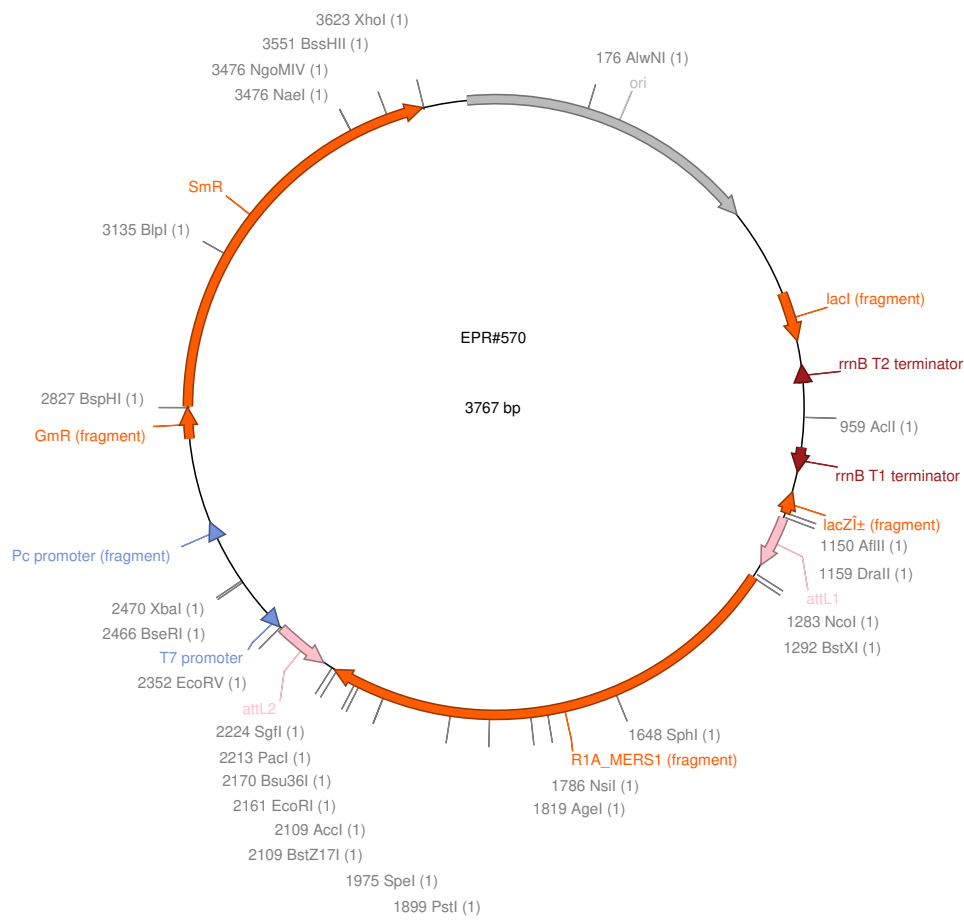 3623 XhoI (1)
3551 BssHII (1)
3476 NgoMIV (1)
3476 NaeI (1)
176 AlwNI (1)
ori
SmR
3135 BlpI (1)
lacI (fragment)
EPR#570
rrnB T2 terminator
3767 bp
2827 BspHI (1)
959 AclI (1)
GmR (fragment)
rrnB T1 terminator
lacZÎ± (fragment)
1150 AflII (1)
Pc promoter (fragment)
1159 DraII (1)
attL1
2470 XbaI (1)
1283 NcoI (1)
2466 BseRI (1)
1292 BstXI (1)
T7 promoter
2352 EcoRV (1)
attL2
2224 SgfI (1)
1648 SphI (1)
2213 PacI (1)
R1A_MERS1 (fragment)
2170 Bsu36I (1)
1786 NsiI (1)
2161 EcoRI (1)
1819 AgeI (1)
2109 AccI (1)
2109 BstZ17I (1)
1975 SpeI (1)
1899 PstI (1)